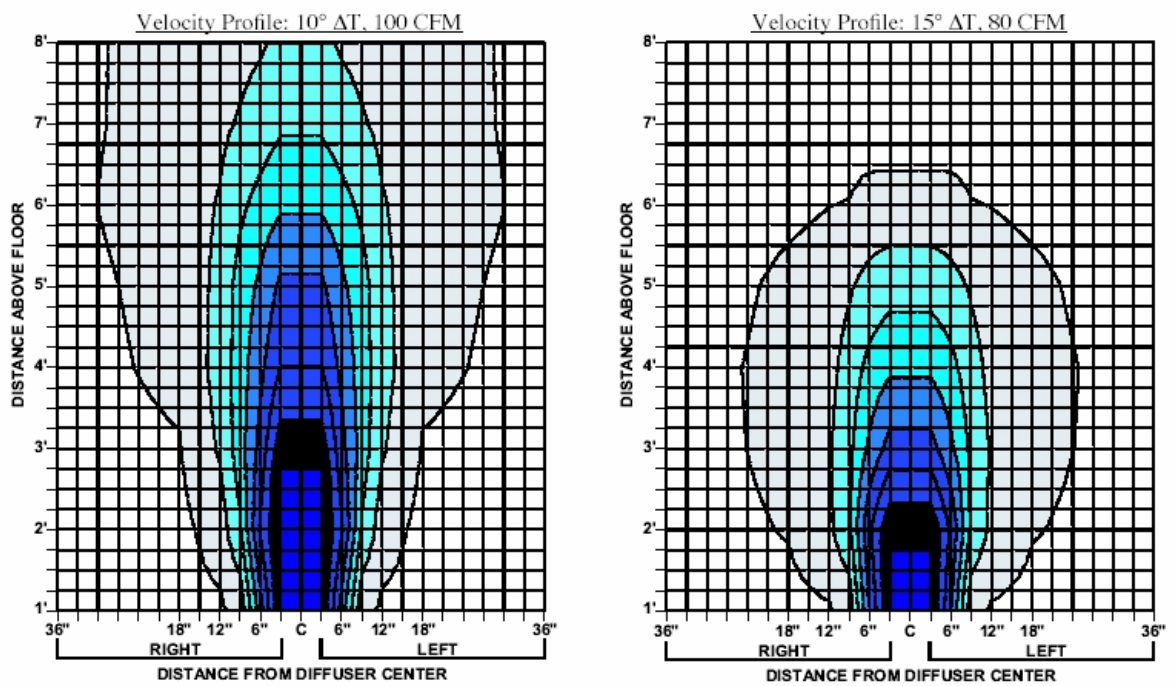 Velocity Profile: 10° ΔT, 100 CFM
8'
7'
6'
5'
4'
3'
2'
1'
DISTANCE ABOVE FLOOR
36" 18" 12" 6" C 6" 12" 18" 36"
RIGHT LEFT
DISTANCE FROM DIFFUSER CENTER
Velocity Profile: 15° ΔT, 80 CFM
8'
7'
6'
5'
4'
3'
2'
1'
DISTANCE ABOVE FLOOR
36" 18" 12" 6" C 6" 12" 18" 36"
RIGHT LEFT
DISTANCE FROM DIFFUSER CENTER